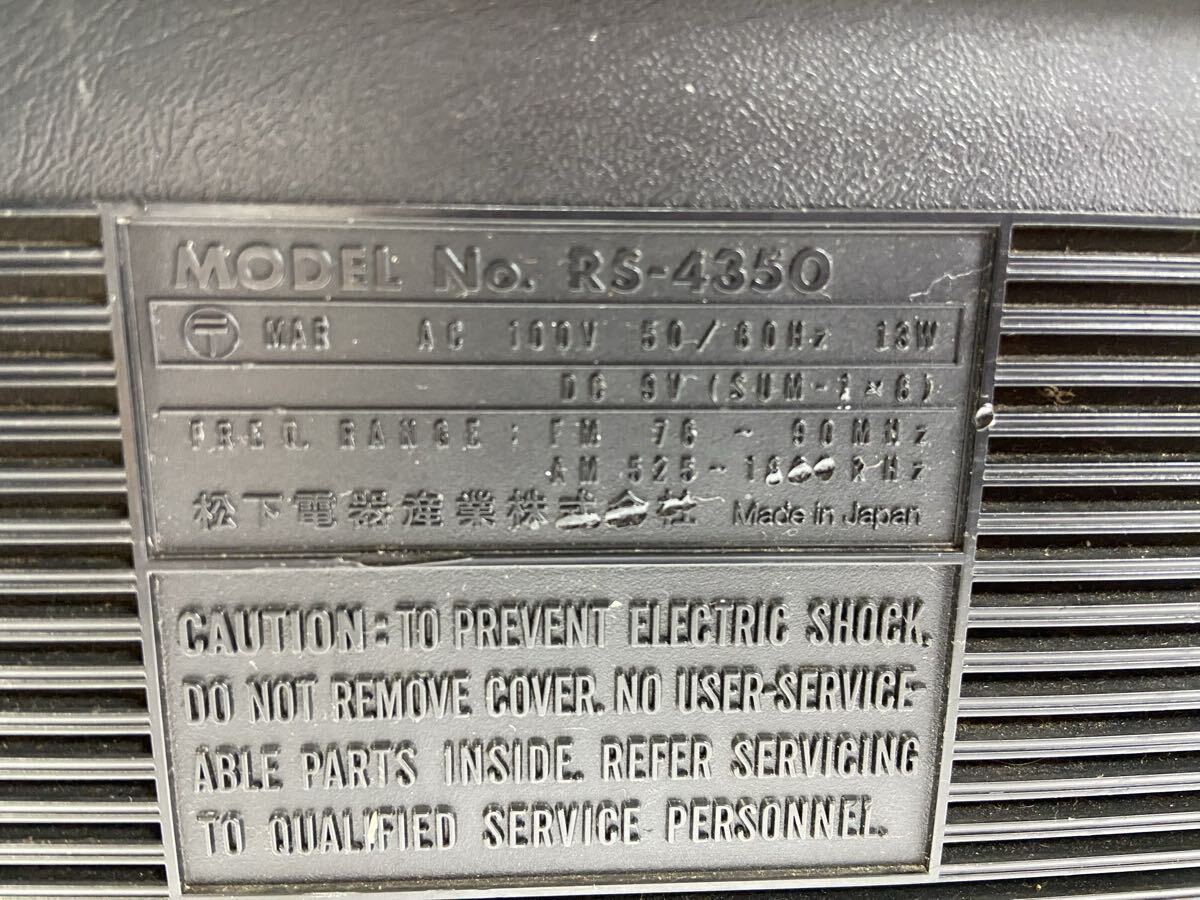 MODEL No. RS-4350
〒 MAR AC 100V 50/60Hz 13W
DC 9V (SUM-1×6)
FREQ. RANGE : FM 76 ~ 90MHz
AM 525~ kHz
松下電器産業株式会社 Made in Japan
CAUTION: TO PREVENT ELECTRIC SHOCK,
DO NOT REMOVE COVER. NO USER-SERVICE-
ABLE PARTS INSIDE. REFER SERVICING
TO QUALIFIED SERVICE PERSONNEL.